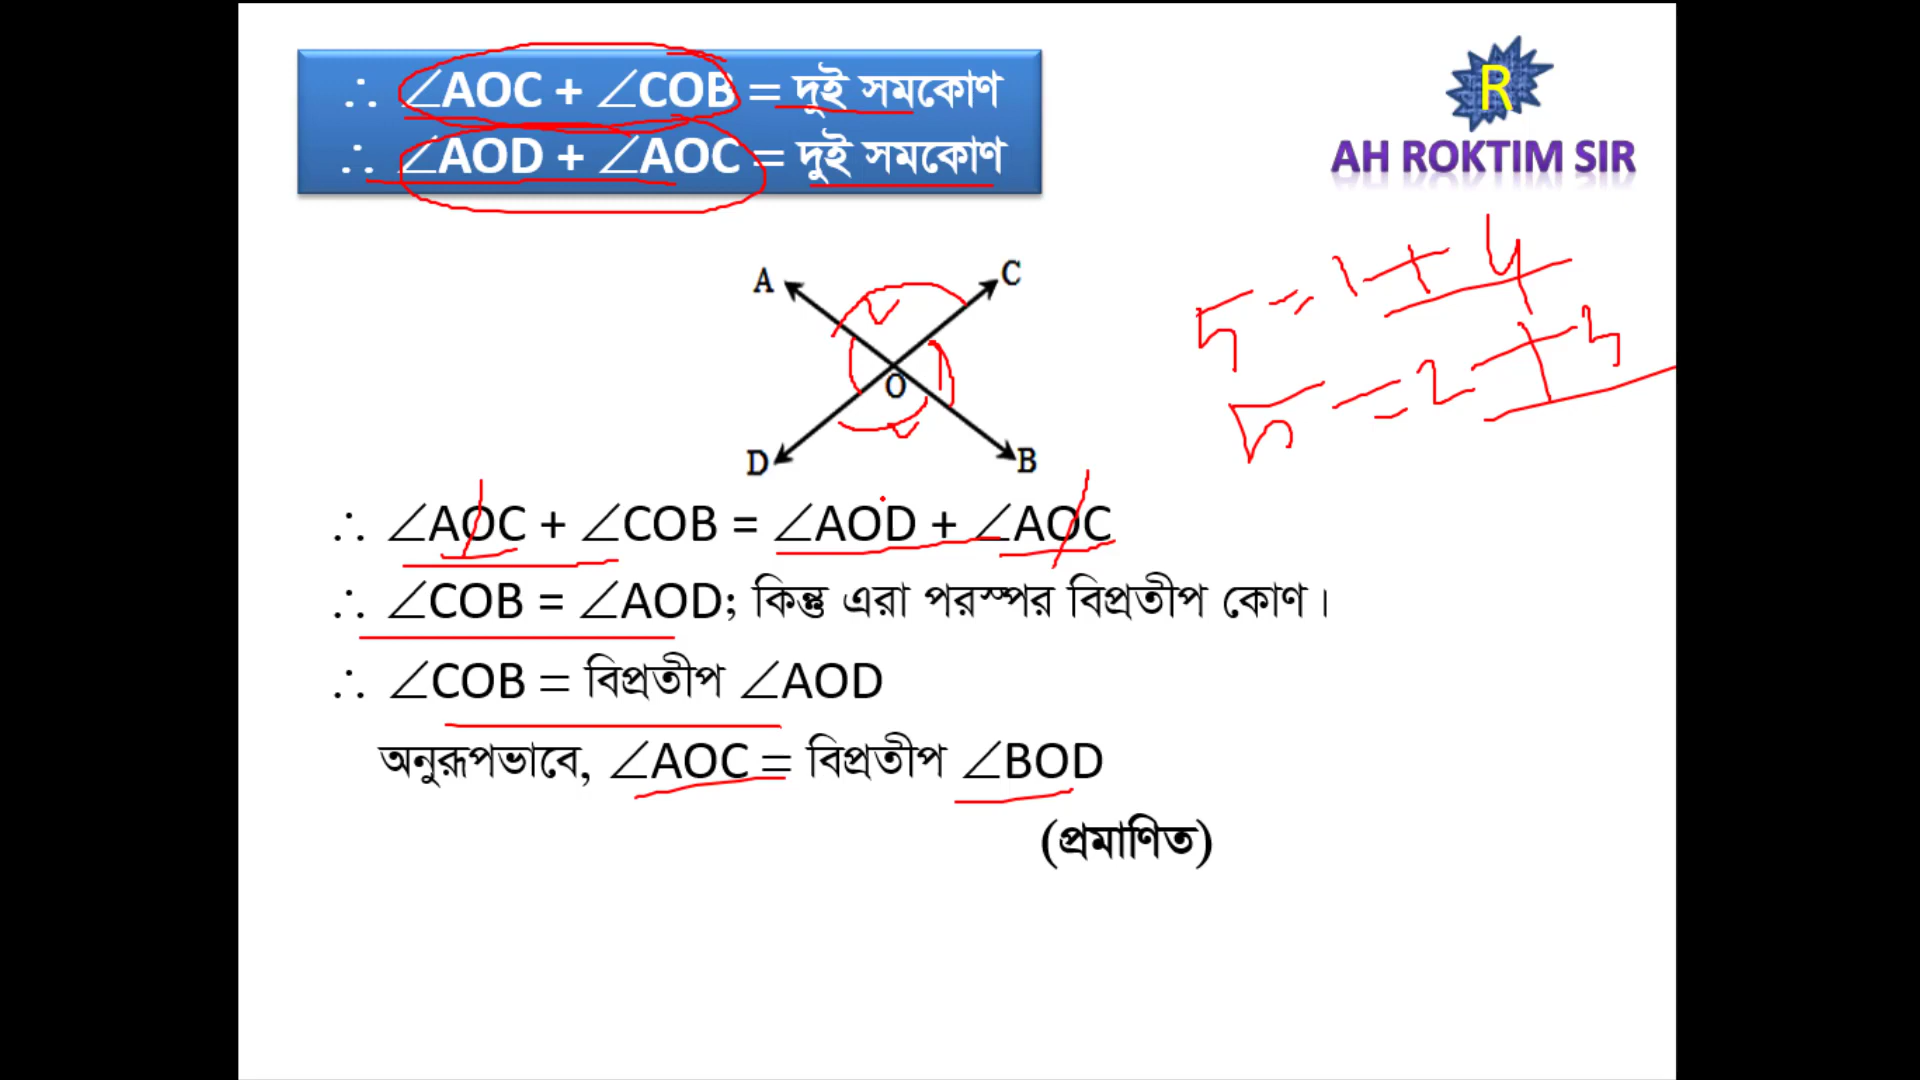 ∴ ∠AOC + ∠COB = দুই সমকোণ
∴ ∠AOD + ∠AOC = দুই সমকোণ
R
AH ROKTIM SIR
5 = 1 + 4
5 = 2 + 3
A
C
O
D
B
∴ ∠AOC + ∠COB = ∠AOD + ∠AOC
∴ ∠COB = ∠AOD; কিন্তু এরা পরস্পর বিপ্রতীপ কোণ।
∴ ∠COB = বিপ্রতীপ ∠AOD
অনুরূপভাবে, ∠AOC = বিপ্রতীপ ∠BOD
(প্রমাণিত)